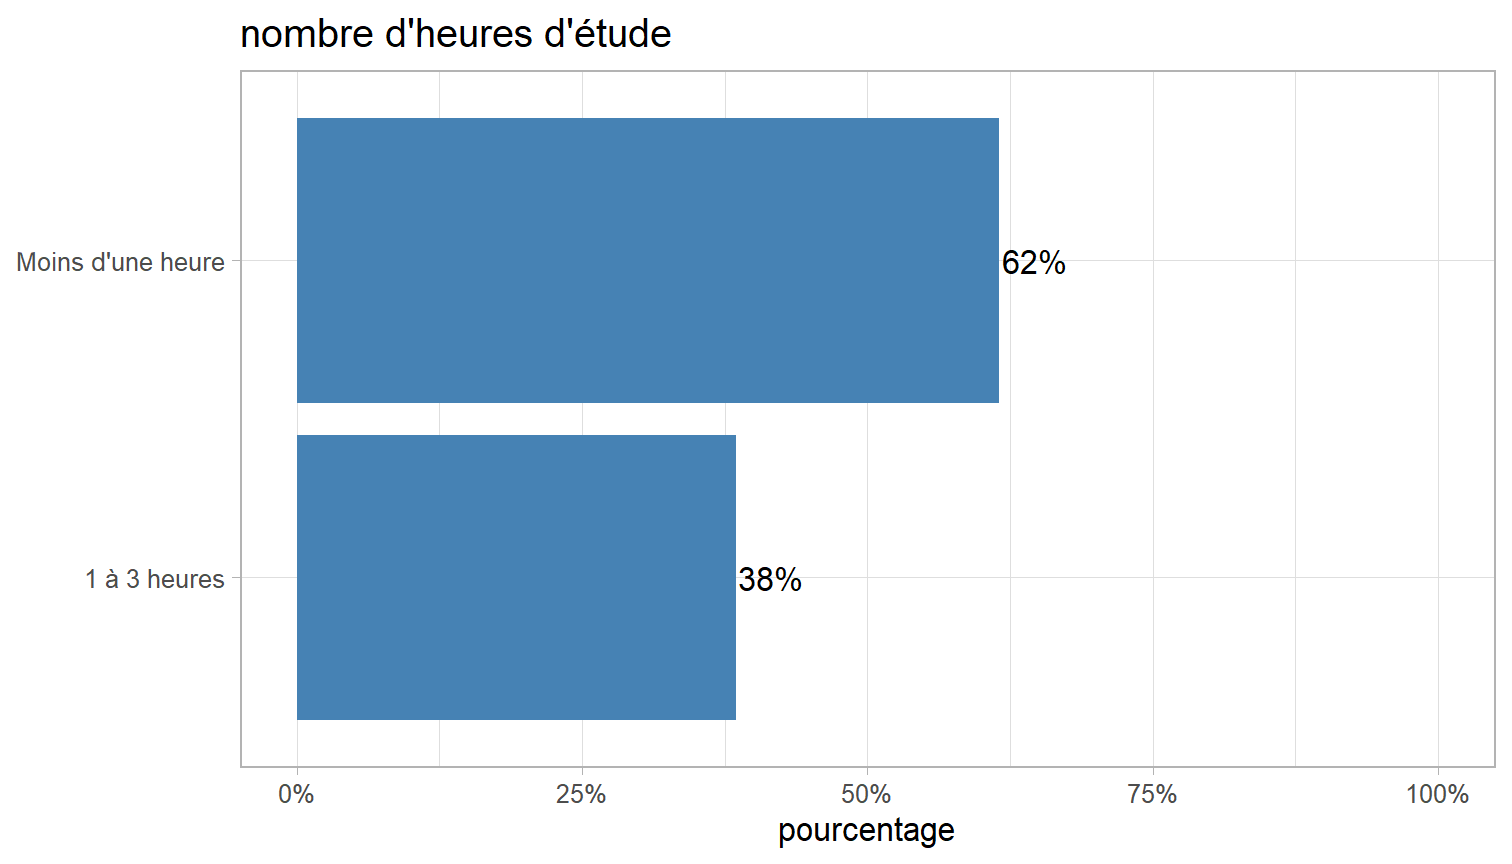 nombre d'heures d'étude
Moins d'une heure
62%
1 à 3 heures
38%
0%
25%
50%
75%
100%
pourcentage